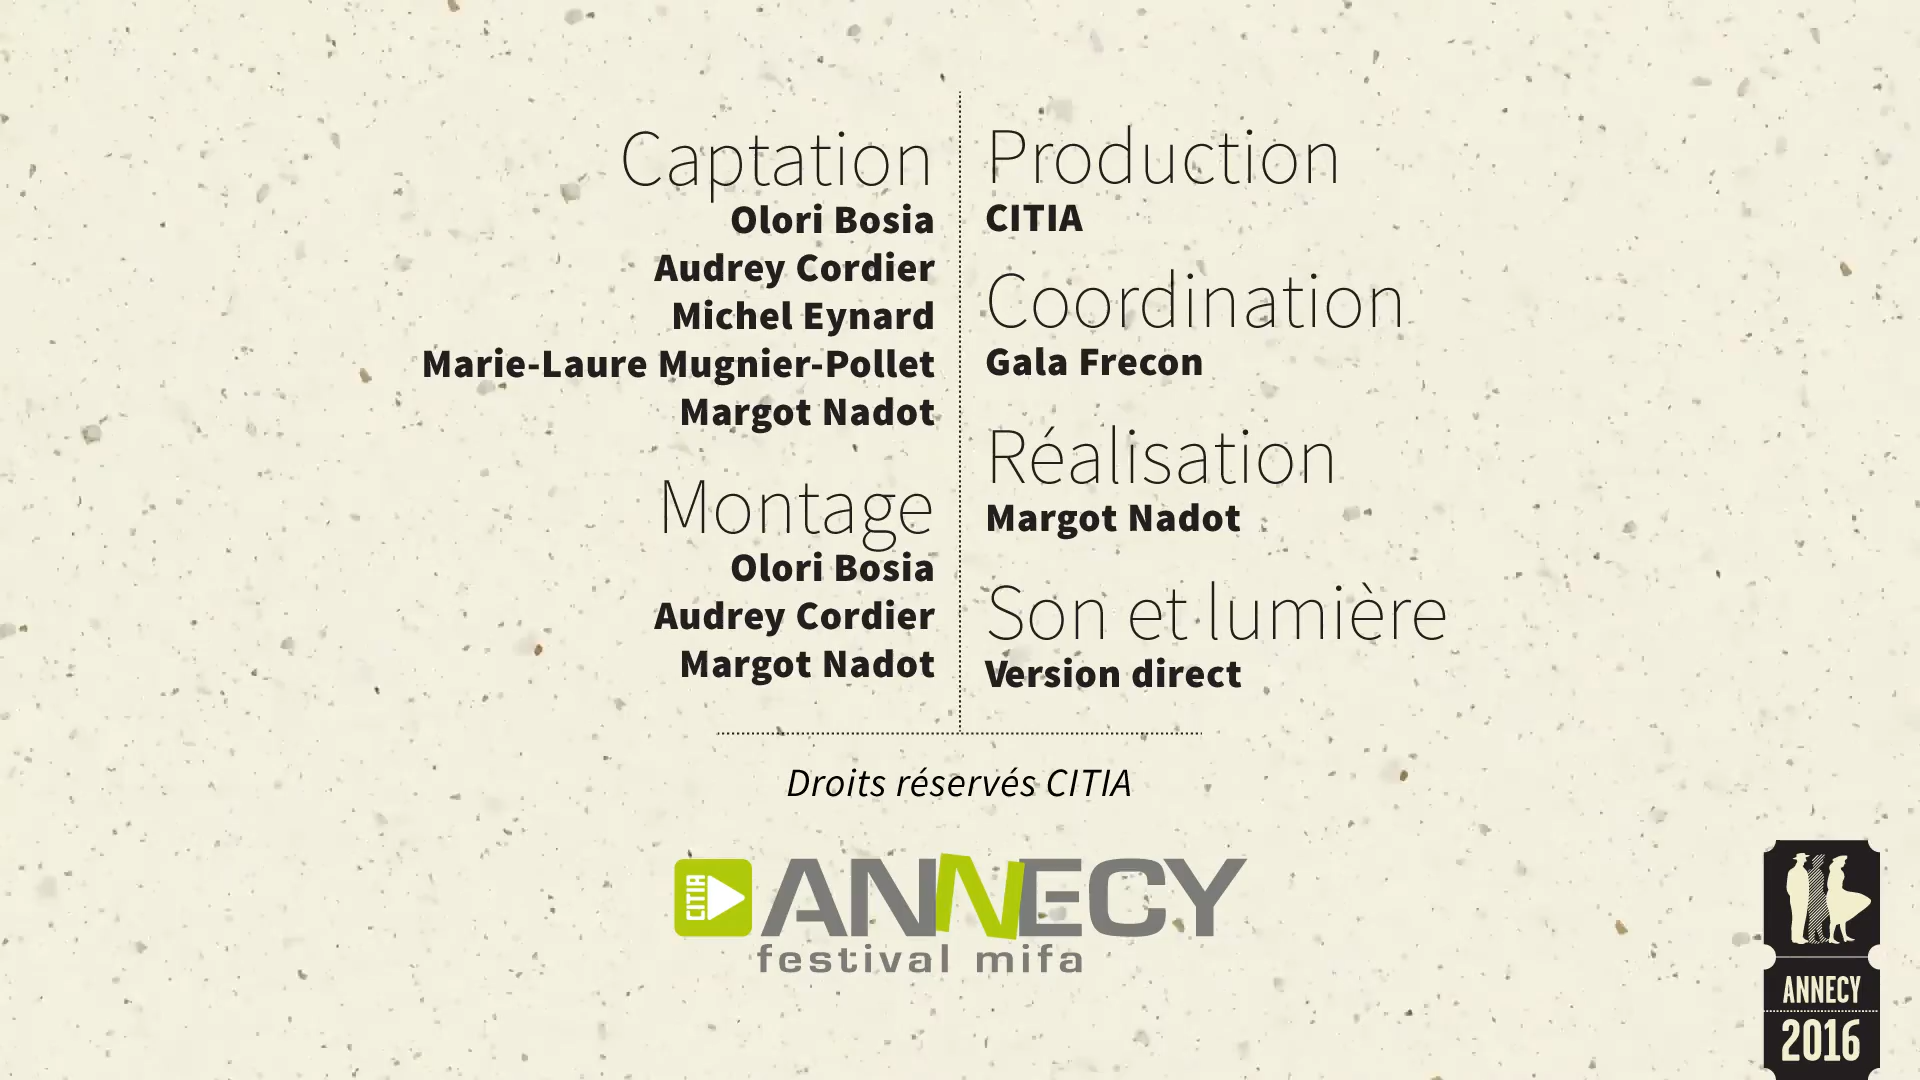 Captation
Olori Bosia
Audrey Cordier
Michel Eynard
Marie-Laure Mugnier-Pollet
Margot Nadot
Montage
Olori Bosia
Audrey Cordier
Margot Nadot
Production
CITIA
Coordination
Gala Frecon
Réalisation
Margot Nadot
Son et lumière
Version direct
Droits réservés CITIA
CITIA
ANNECY
festival mifa
ANNECY
2016